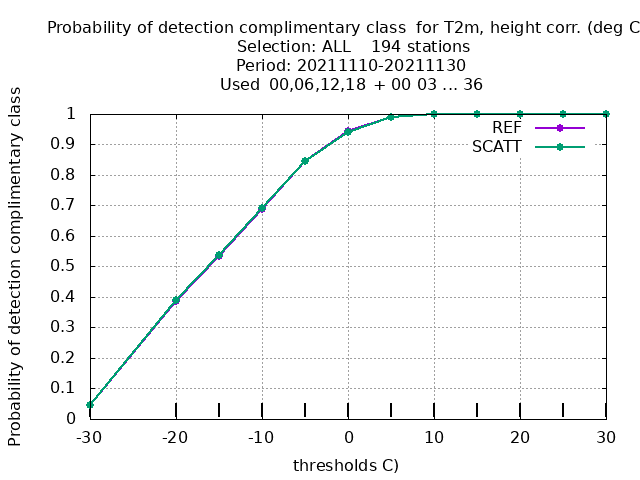 Probability of detection complimentary class for T2m, height corr. (deg C
Selection: ALL 194 stations
Period: 20211110-20211130
Used 00,06,12,18 + 00 03 ... 36
Probability of detection complimentary class
1
0.9
0.8
0.7
0.6
0.5
0.4
0.3
0.2
0.1
0
REF
SCATT
-30 -20 -10 0 10 20 30
thresholds C)